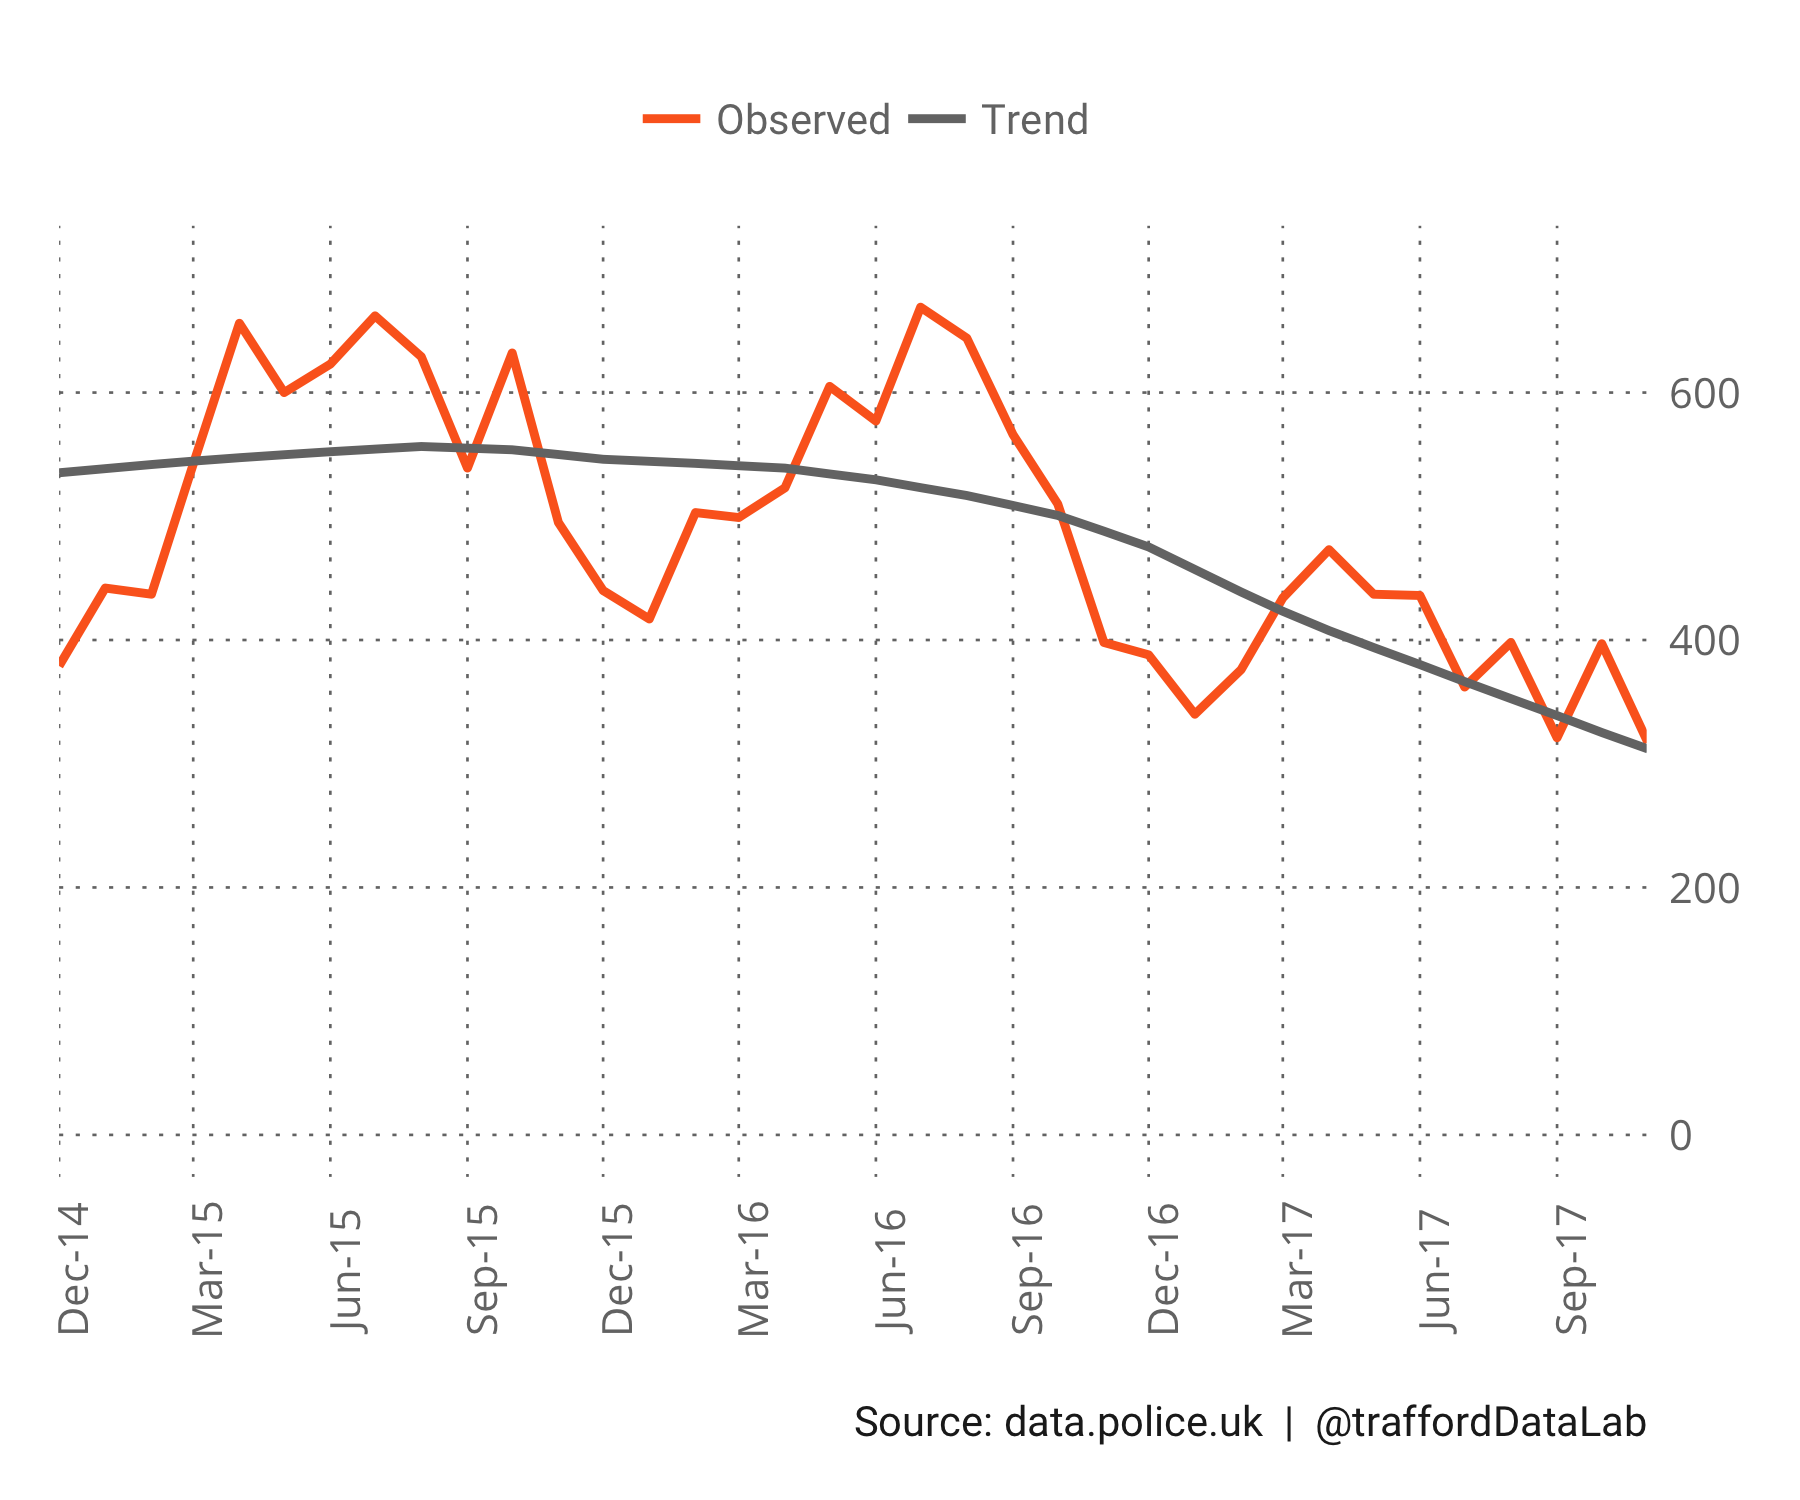 Observed Trend
600
400
200
0
Dec-14
Mar-15
Jun-15
Sep-15
Dec-15
Mar-16
Jun-16
Sep-16
Dec-16
Mar-17
Jun-17
Sep-17
Source: data.police.uk | @traffordDataLab